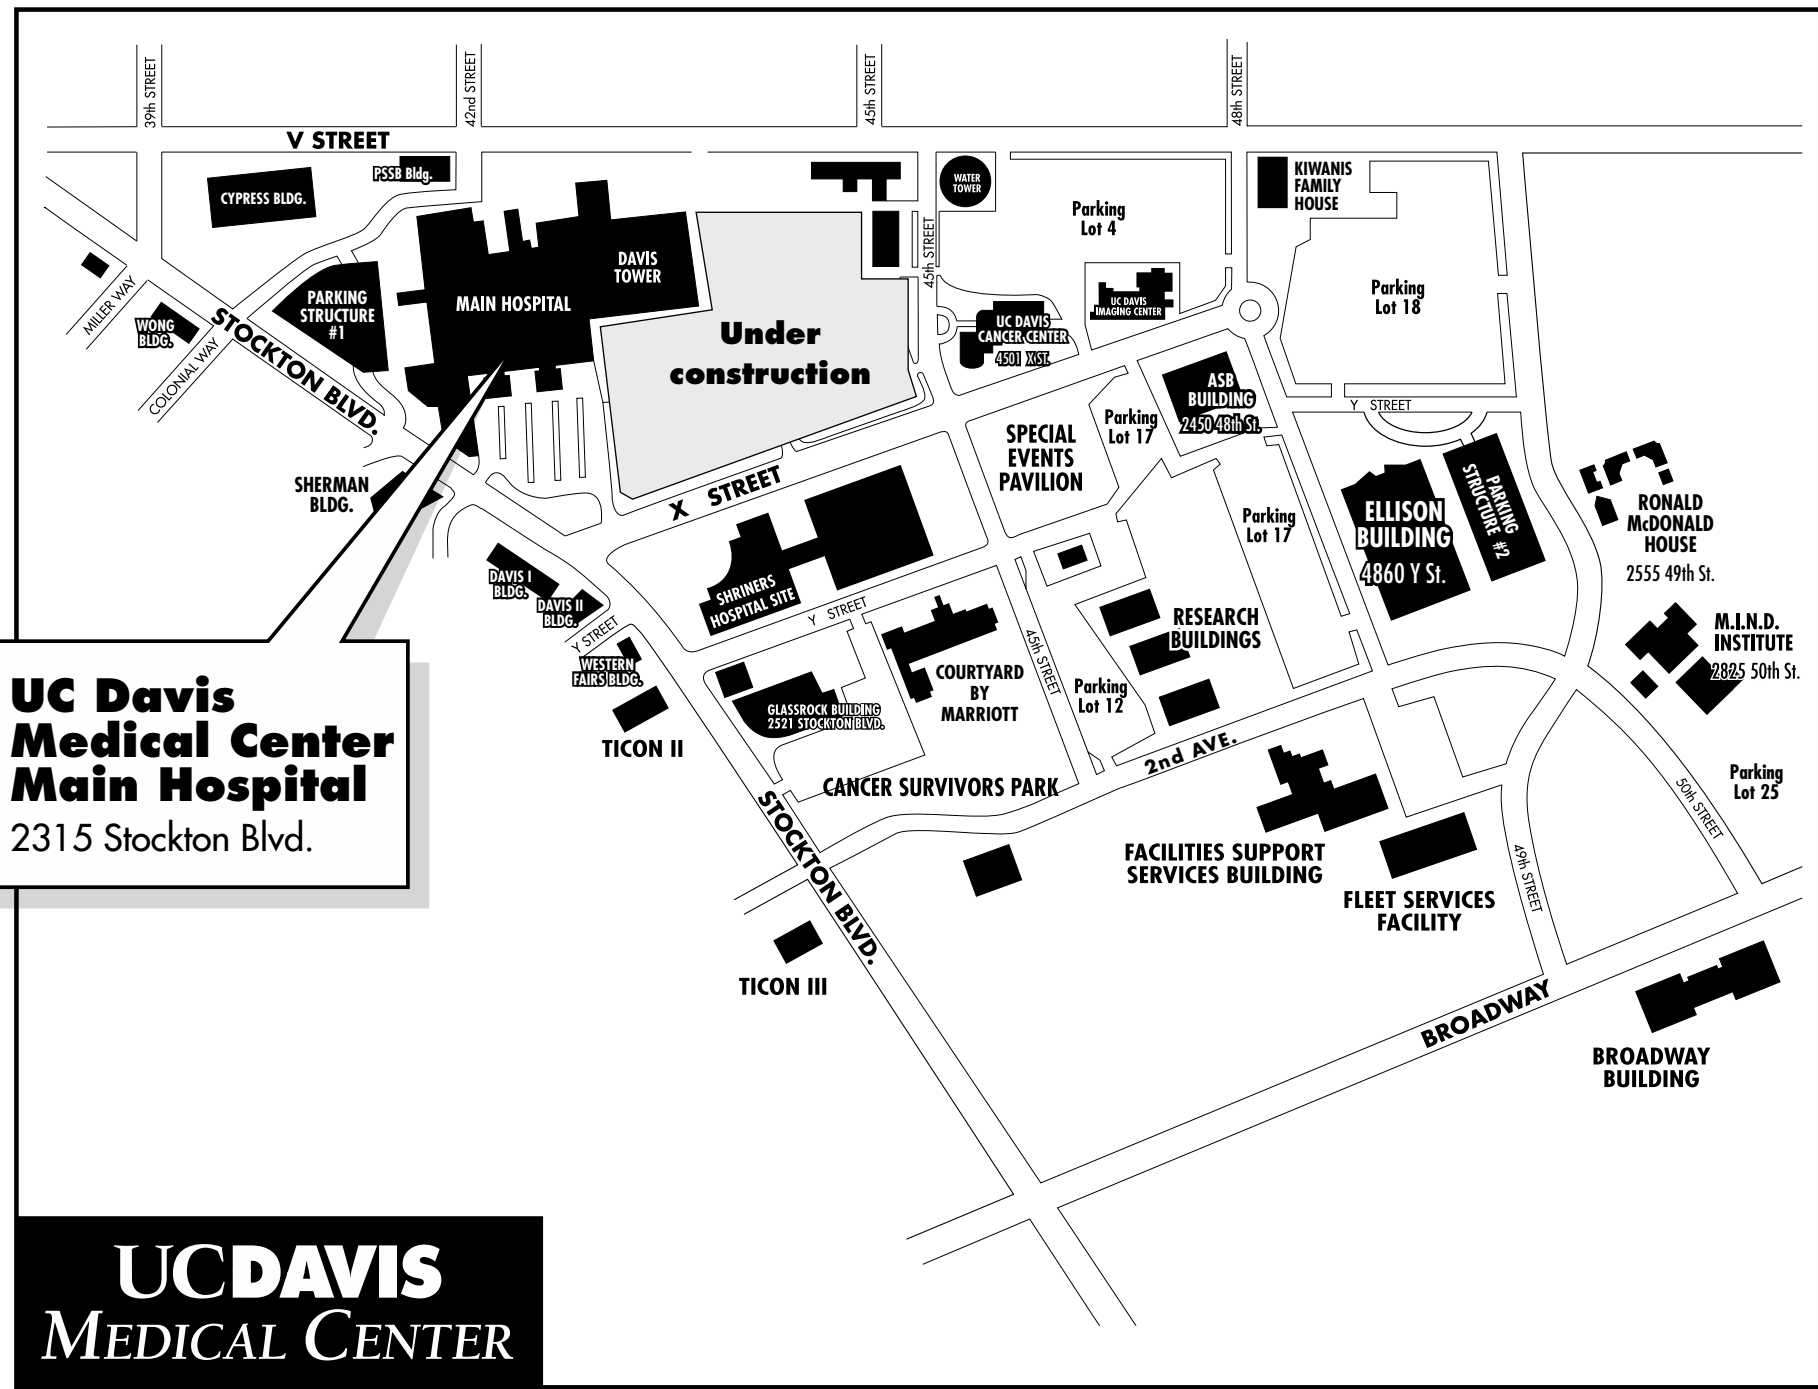 39th STREET
42nd STREET
45th STREET
48th STREET
V STREET
PSSB Bldg.
CYPRESS BLDG.
WATER
TOWER
KIWANIS
FAMILY
HOUSE
Parking
Lot 4
45th STREET
DAVIS
TOWER
MAIN HOSPITAL
PARKING
STRUCTURE
#1
MILLER WAY
WONG
BLDG.
COLONIAL WAY
STOCKTON BLVD.
Under
construction
UC DAVIS
CANCER CENTER
4501 X ST.
UC DAVIS
IMAGING CENTER
Parking
Lot 18
ASB
BUILDING
2450 48th St.
Y STREET
Parking
Lot 17
SPECIAL
EVENTS
PAVILION
X STREET
SHERMAN
BLDG.
Parking
Lot 17
ELLISON
BUILDING
4860 Y St.
PARKING
STRUCTURE #2
RONALD
McDONALD
HOUSE
2555 49th St.
DAVIS I
BLDG.
DAVIS II
BLDG.
Y STREET
WESTERN
FAIRS BLDG.
SHRINERS
HOSPITAL SITE
Y STREET
RESEARCH
BUILDINGS
M.I.N.D.
INSTITUTE
2825 50th St.
45th STREET
COURTYARD
BY
MARRIOTT
Parking
Lot 12
GLASSROCK BUILDING
2521 STOCKTON BLVD.
TICON II
2nd AVE.
CANCER SURVIVORS PARK
UC Davis
Medical Center
Main Hospital
2315 Stockton Blvd.
Parking
Lot 25
50th STREET
STOCKTON BLVD.
FACILITIES SUPPORT
SERVICES BUILDING
49th STREET
FLEET SERVICES
FACILITY
TICON III
BROADWAY
BROADWAY
BUILDING
UCDAVIS
MEDICAL CENTER